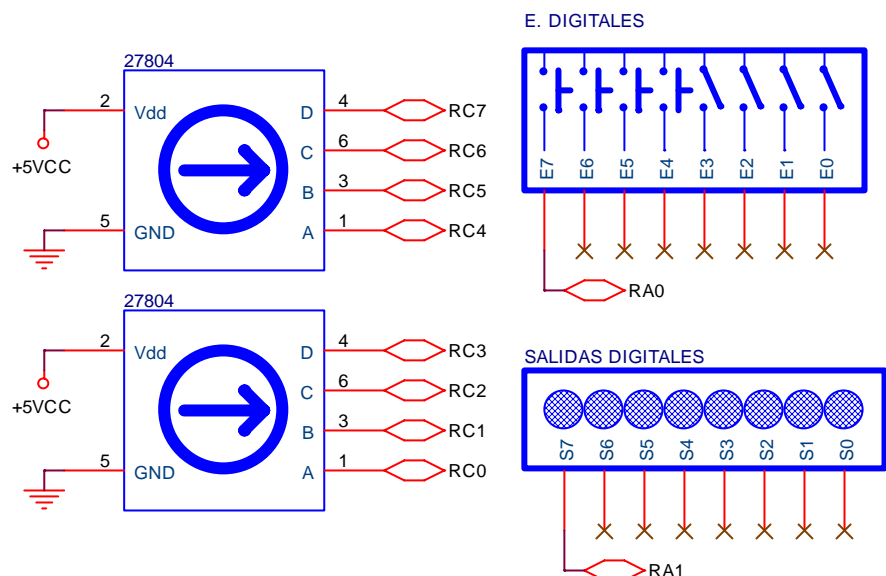 27804
2 Vdd D 4 RC7
C 6 RC6
+5VCC
B 3 RC5
5 GND A 1 RC4
27804
2 Vdd D 4 RC3
C 6 RC2
+5VCC
B 3 RC1
5 GND A 1 RC0
E. DIGITALES
E7 E6 E5 E4 E3 E2 E1 E0
RA0
SALIDAS DIGITALES
S7 S6 S5 S4 S3 S2 S1 S0
RA1